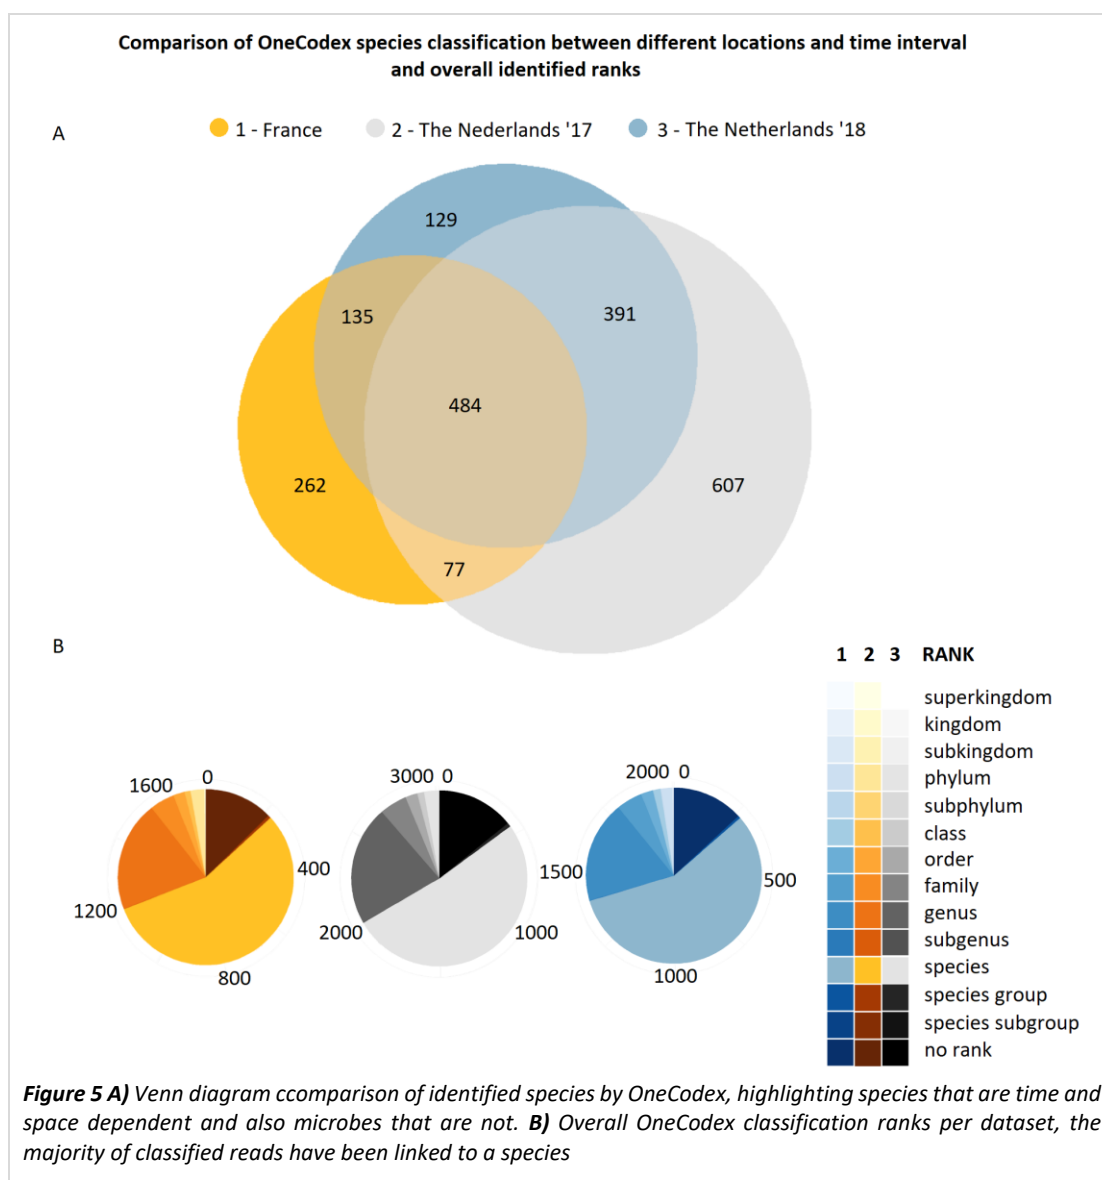 Comparison of OneCodex species classification between different locations and time interval
and overall identified ranks
A
1 - France
2 - The Nederlands '17
3 - The Netherlands '18
129
135
391
484
262
607
77
B
1 2 3 RANK
superkingdom
kingdom
subkingdom
phylum
subphylum
class
order
family
genus
subgenus
species
species group
species subgroup
no rank
1600 0
400
1200
800
3000 0
2000
1000
2000 0
1500
500
1000
Figure 5 A) Venn diagram ccomparison of identified species by OneCodex, highlighting species that are time and
space dependent and also microbes that are not. B) Overall OneCodex classification ranks per dataset, the
majority of classified reads have been linked to a species